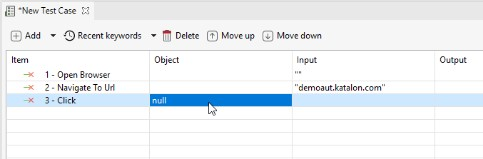 *New Test Case
Add Recent keywords Delete Move up Move down
Item Object Input Output
1 - Open Browser ""
2 - Navigate To Url "demoaut.katalon.com"
3 - Click null